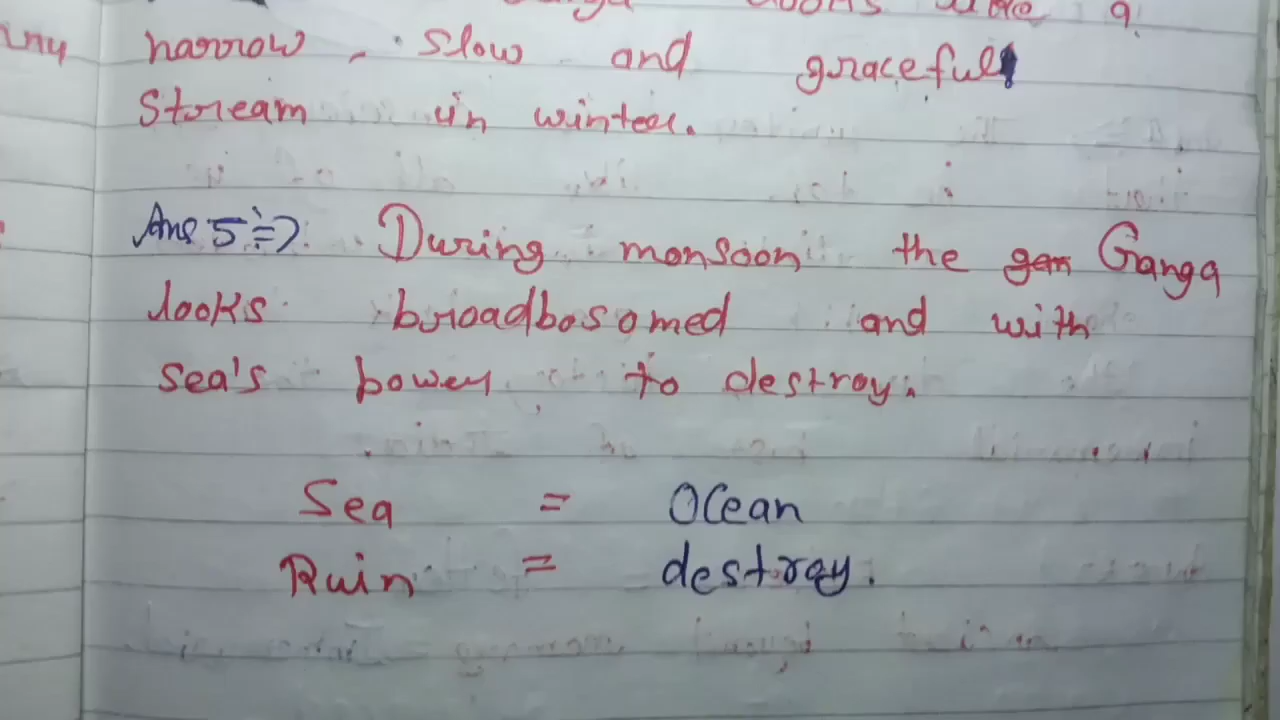 narrow, slow and graceful
stream in winter.
Ans 5 ⇒ During monsoon the Ganga
looks broadbosomed and with
sea's power to destroy.
Sea = Ocean
Ruin = destroy.